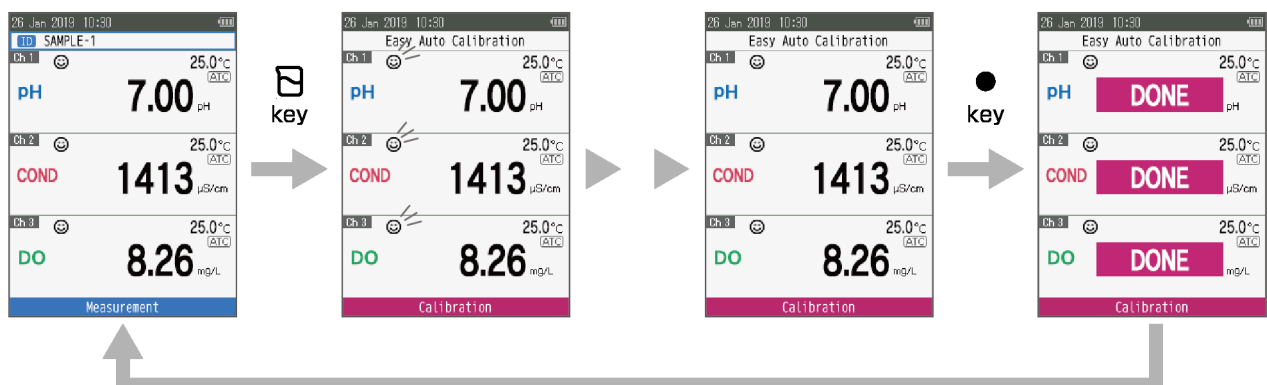 26 Jan 2019 10:30
ID SAMPLE-1
Ch 1
25.0°C
ATC
pH
7.00 pH
Ch 2
25.0°C
ATC
COND
1413 µS/cm
Ch 3
25.0°C
ATC
DO
8.26 mg/L
Measurement
key
26 Jan 2019 10:30
Easy Auto Calibration
Ch 1
25.0°C
ATC
pH
7.00 pH
Ch 2
25.0°C
ATC
COND
1413 µS/cm
Ch 3
25.0°C
ATC
DO
8.26 mg/L
Calibration
26 Jan 2019 10:30
Easy Auto Calibration
Ch 1
25.0°C
ATC
pH
7.00 pH
Ch 2
25.0°C
ATC
COND
1413 µS/cm
Ch 3
25.0°C
ATC
DO
8.26 mg/L
Calibration
key
26 Jan 2019 10:30
Easy Auto Calibration
Ch 1
25.0°C
ATC
pH
DONE pH
Ch 2
25.0°C
ATC
COND
DONE µS/cm
Ch 3
25.0°C
ATC
DO
DONE mg/L
Calibration